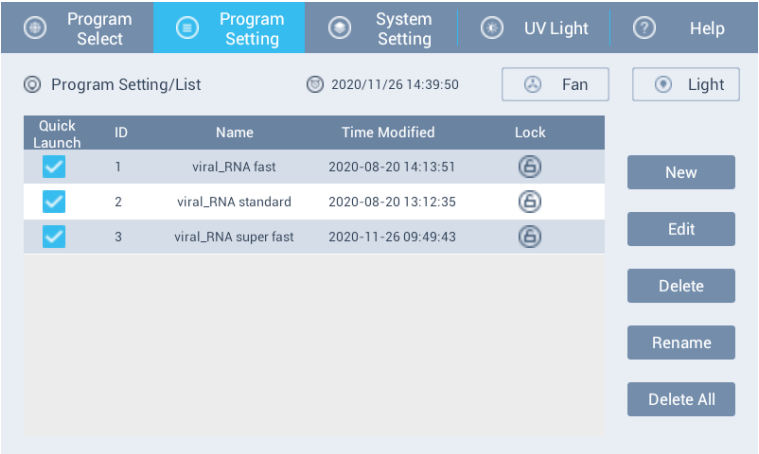 Program Select
Program Setting
System Setting
UV Light
Help
Program Setting/List
2020/11/26 14:39:50
Fan
Light
Quick Launch
ID
Name
Time Modified
Lock
1 viral_RNA fast 2020-08-20 14:13:51
2 viral_RNA standard 2020-08-20 13:12:35
3 viral_RNA super fast 2020-11-26 09:49:43
New
Edit
Delete
Rename
Delete All